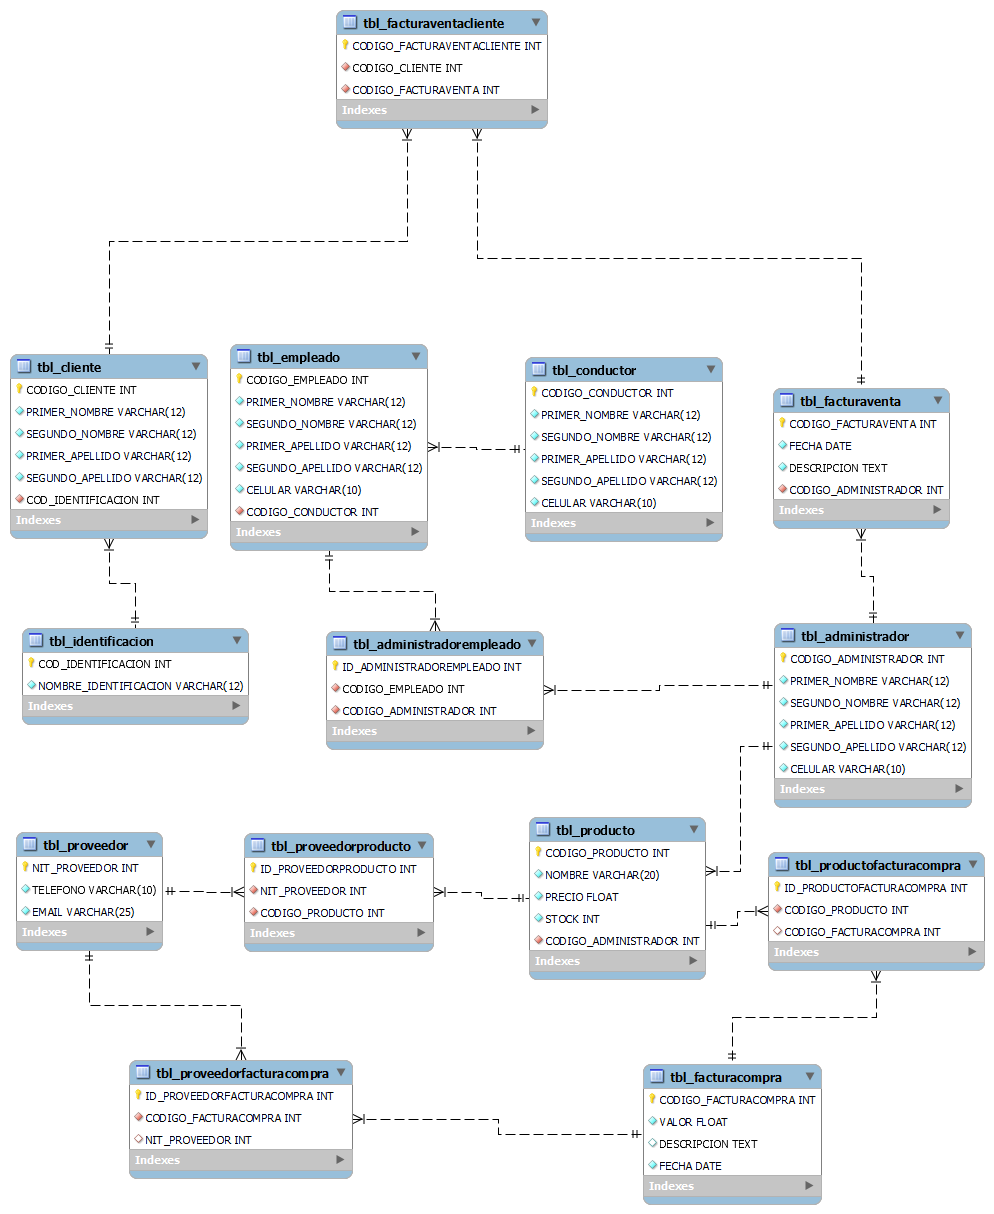 tbl_facturaventacliente
CODIGO_FACTURAVENTACLIENTE INT
CODIGO_CLIENTE INT
CODIGO_FACTURAVENTA INT
Indexes
tbl_cliente
CODIGO_CLIENTE INT
PRIMER_NOMBRE VARCHAR(12)
SEGUNDO_NOMBRE VARCHAR(12)
PRIMER_APELLIDO VARCHAR(12)
SEGUNDO_APELLIDO VARCHAR(12)
COD_IDENTIFICACION INT
Indexes
tbl_empleado
CODIGO_EMPLEADO INT
PRIMER_NOMBRE VARCHAR(12)
SEGUNDO_NOMBRE VARCHAR(12)
PRIMER_APELLIDO VARCHAR(12)
SEGUNDO_APELLIDO VARCHAR(12)
CELULAR VARCHAR(10)
CODIGO_CONDUCTOR INT
Indexes
tbl_conductor
CODIGO_CONDUCTOR INT
PRIMER_NOMBRE VARCHAR(12)
SEGUNDO_NOMBRE VARCHAR(12)
PRIMER_APELLIDO VARCHAR(12)
SEGUNDO_APELLIDO VARCHAR(12)
CELULAR VARCHAR(10)
Indexes
tbl_facturaventa
CODIGO_FACTURAVENTA INT
FECHA DATE
DESCRIPCION TEXT
CODIGO_ADMINISTRADOR INT
Indexes
tbl_identificacion
COD_IDENTIFICACION INT
NOMBRE_IDENTIFICACION VARCHAR(12)
Indexes
tbl_administradorempleado
ID_ADMINISTRADOREMPLEADO INT
CODIGO_EMPLEADO INT
CODIGO_ADMINISTRADOR INT
Indexes
tbl_administrador
CODIGO_ADMINISTRADOR INT
PRIMER_NOMBRE VARCHAR(12)
SEGUNDO_NOMBRE VARCHAR(12)
PRIMER_APELLIDO VARCHAR(12)
SEGUNDO_APELLIDO VARCHAR(12)
CELULAR VARCHAR(10)
Indexes
tbl_proveedor
NIT_PROVEEDOR INT
TELEFONO VARCHAR(10)
EMAIL VARCHAR(25)
Indexes
tbl_proveedorproducto
ID_PROVEEDORPRODUCTO INT
NIT_PROVEEDOR INT
CODIGO_PRODUCTO INT
Indexes
tbl_producto
CODIGO_PRODUCTO INT
NOMBRE VARCHAR(20)
PRECIO FLOAT
STOCK INT
CODIGO_ADMINISTRADOR INT
Indexes
tbl_productofacturacompra
ID_PRODUCTOFACTURACOMPRA INT
CODIGO_PRODUCTO INT
CODIGO_FACTURACOMPRA INT
Indexes
tbl_proveedorfacturacompra
ID_PROVEEDORFACTURACOMPRA INT
CODIGO_FACTURACOMPRA INT
NIT_PROVEEDOR INT
Indexes
tbl_facturacompra
CODIGO_FACTURACOMPRA INT
VALOR FLOAT
DESCRIPCION TEXT
FECHA DATE
Indexes